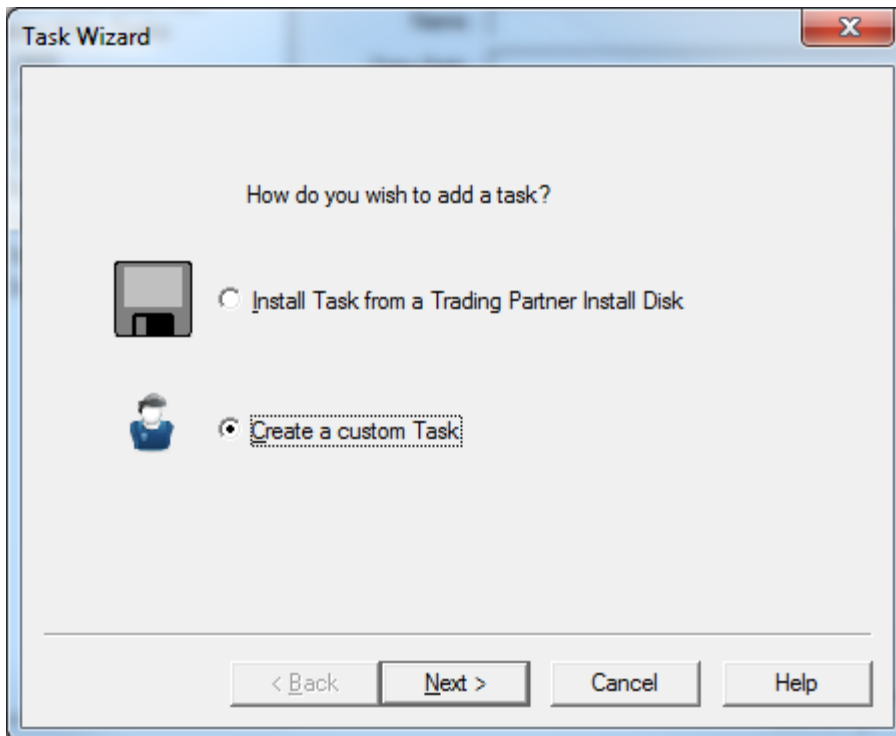 Task Wizard
How do you wish to add a task?
Install Task from a Trading Partner Install Disk
Create a custom Task
< Back
Next >
Cancel
Help